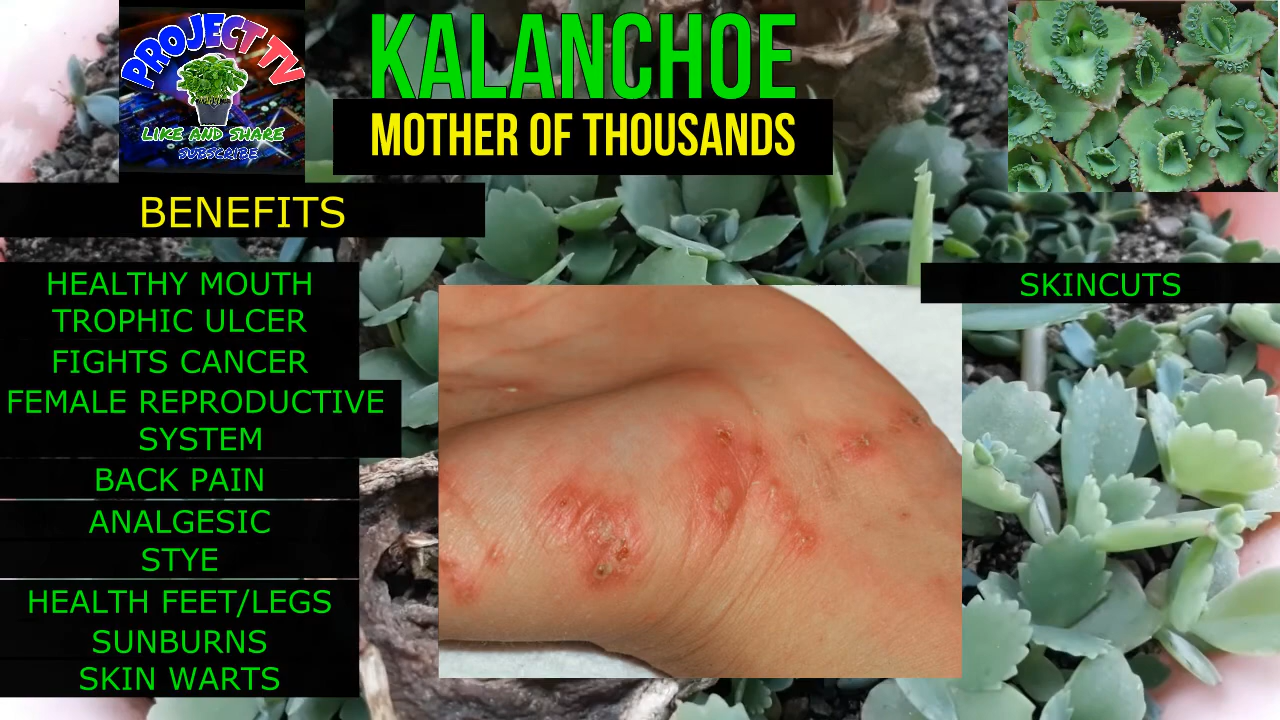 PROJECT TV
LIKE AND SHARE
SUBSCRIBE
KALANCHOE
MOTHER OF THOUSANDS
BENEFITS
HEALTHY MOUTH
TROPHIC ULCER
FIGHTS CANCER
FEMALE REPRODUCTIVE
SYSTEM
BACK PAIN
ANALGESIC
STYE
HEALTH FEET/LEGS
SUNBURNS
SKIN WARTS
SKINCUTS